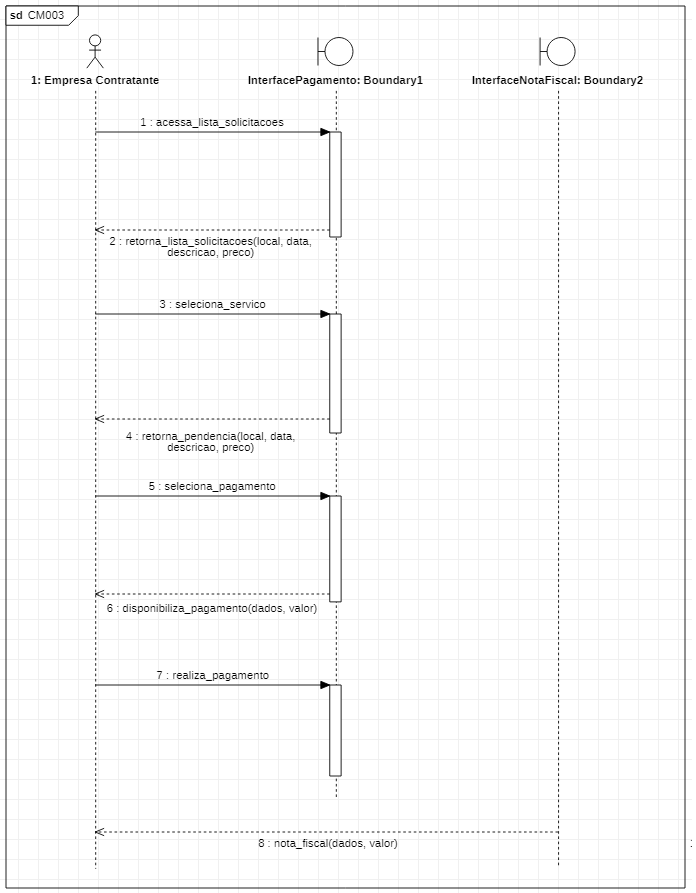 sd CM003
1: Empresa Contratante
InterfacePagamento: Boundary1
InterfaceNotaFiscal: Boundary2
1 : acessa_lista_solicitacoes
2 : retorna_lista_solicitacoes(local, data,
descricao, preco)
3 : seleciona_servico
4 : retorna_pendencia(local, data,
descricao, preco)
5 : seleciona_pagamento
6 : disponibiliza_pagamento(dados, valor)
7 : realiza_pagamento
8 : nota_fiscal(dados, valor)